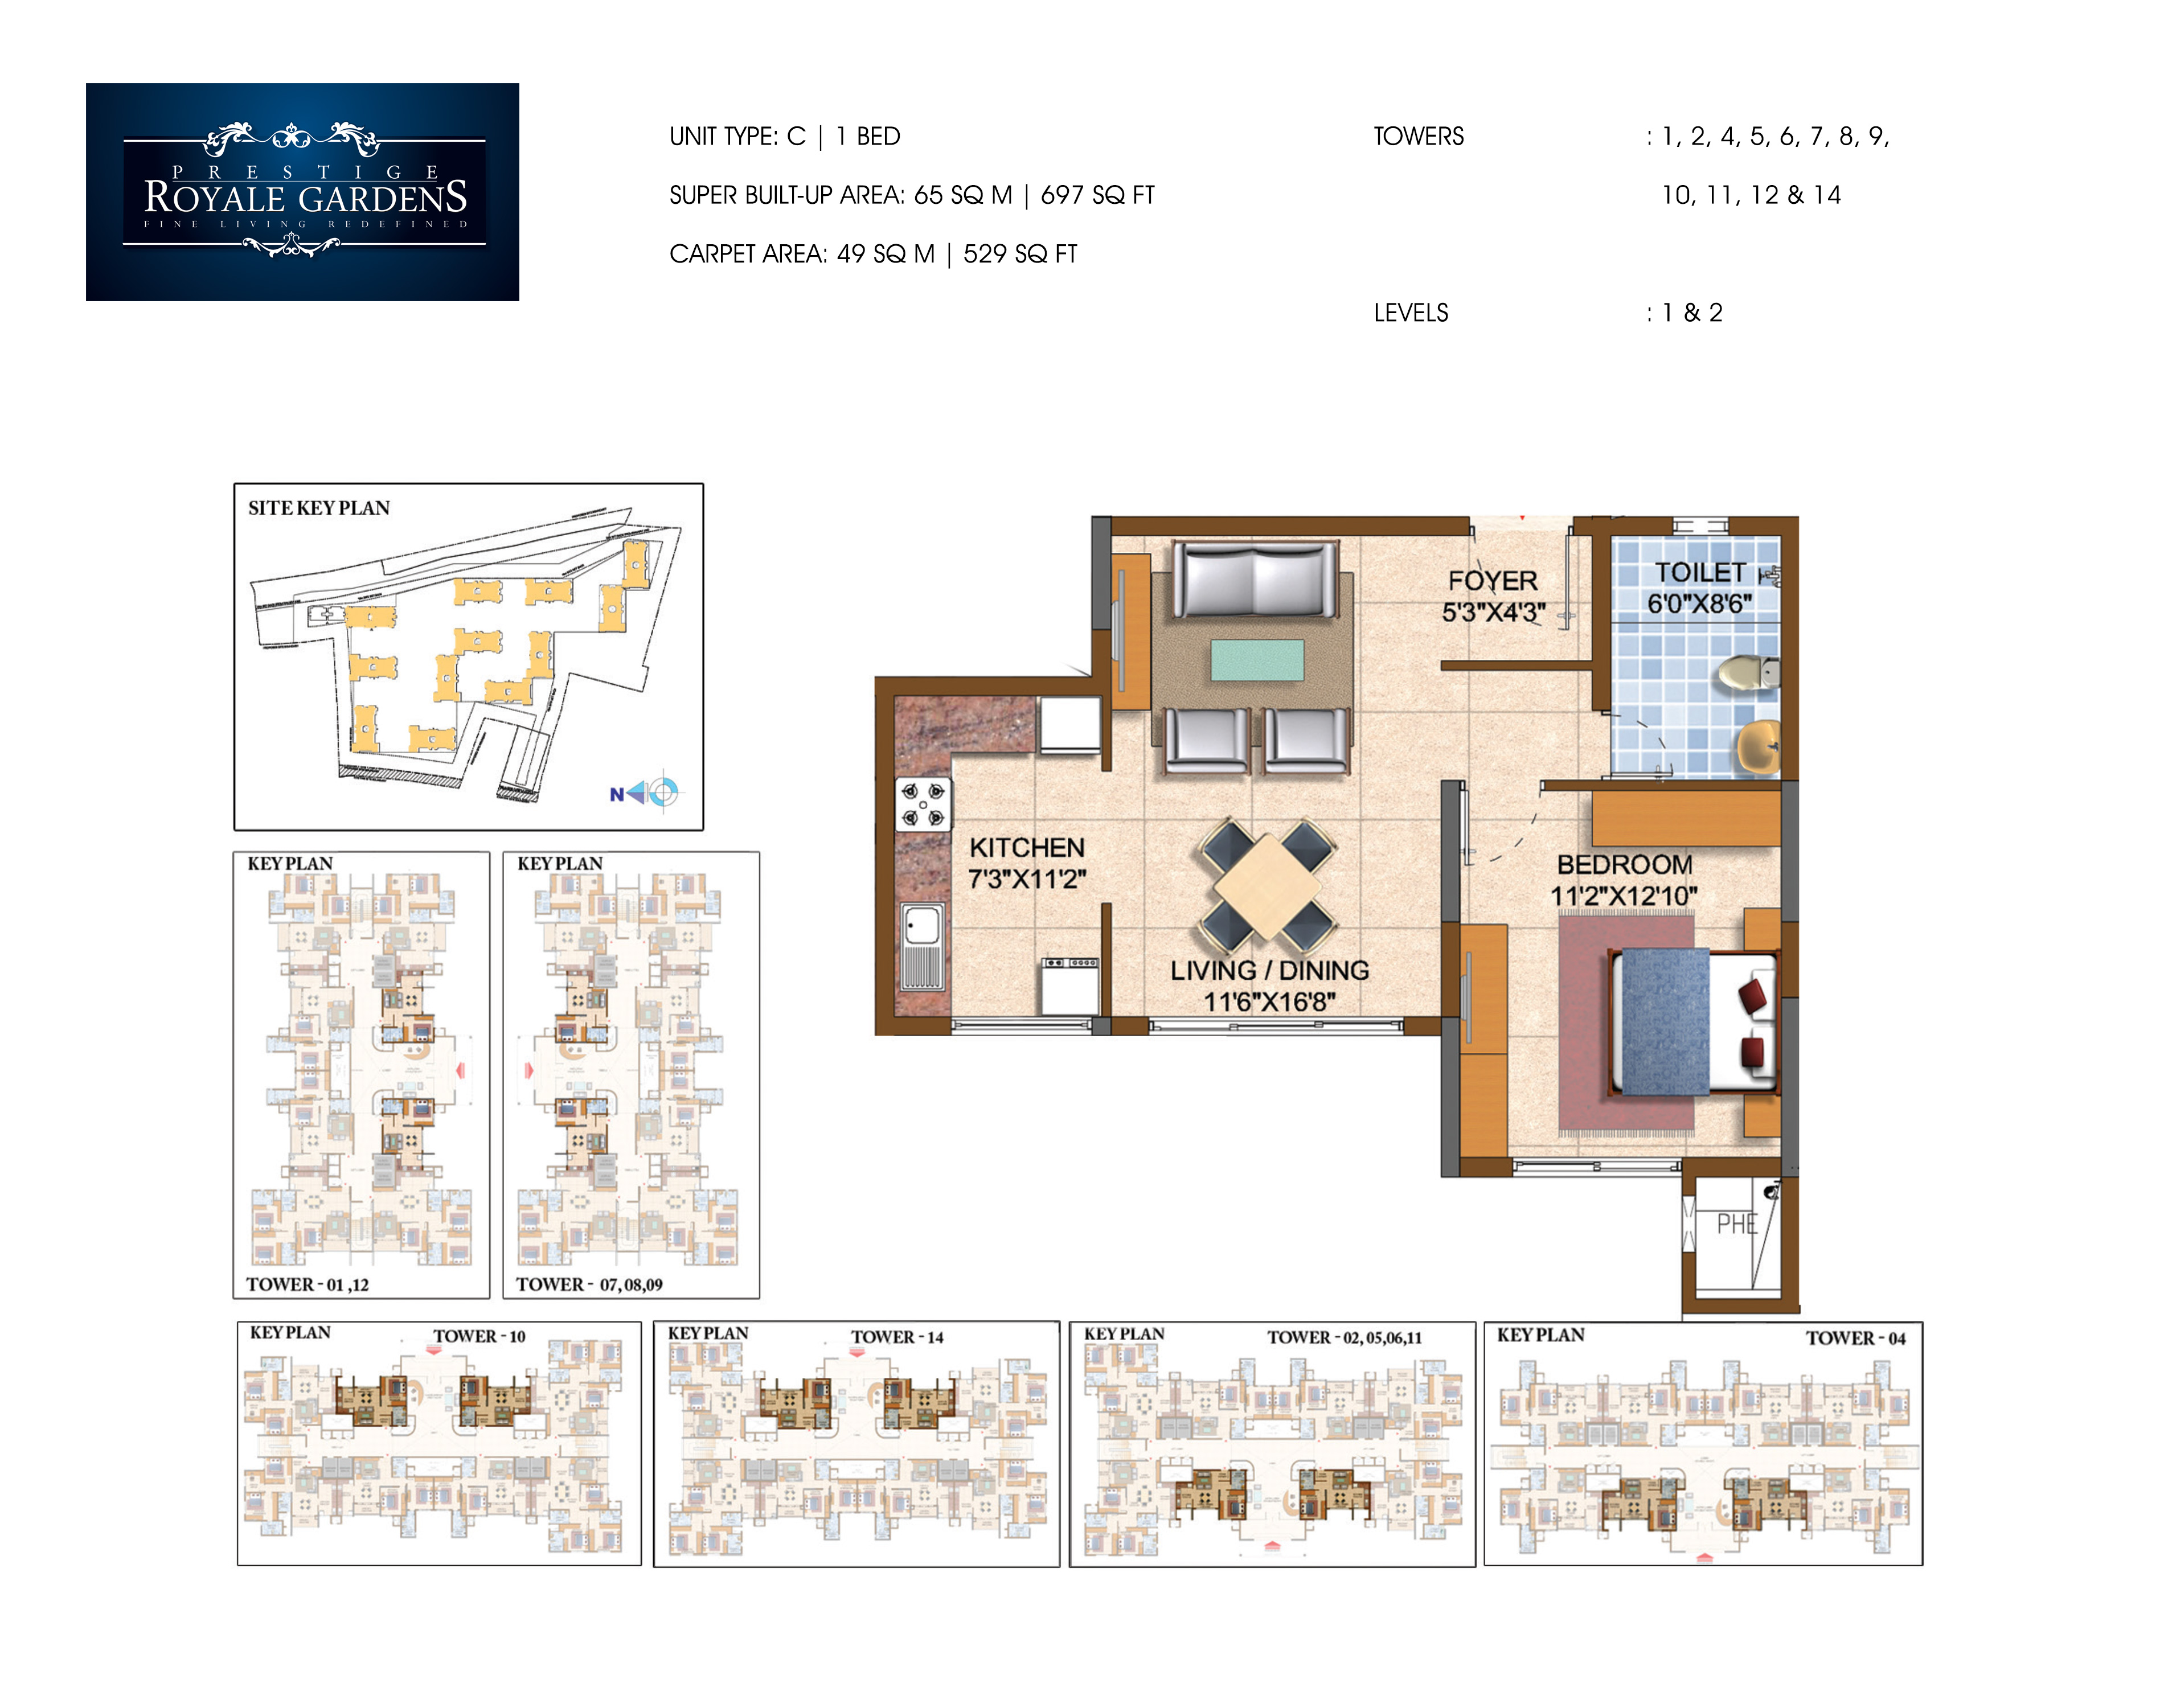 PRESTIGE
ROYALE GARDENS
FINE LIVING REDEFINED
UNIT TYPE: C | 1 BED
SUPER BUILT-UP AREA: 65 SQ M | 697 SQ FT
CARPET AREA: 49 SQ M | 529 SQ FT
TOWERS : 1, 2, 4, 5, 6, 7, 8, 9,
10, 11, 12 & 14
LEVELS : 1 & 2
SITE KEY PLAN
N
FOYER
5'3"X4'3"
TOILET
6'0"X8'6"
KITCHEN
7'3"X11'2"
BEDROOM
11'2"X12'10"
LIVING / DINING
11'6"X16'8"
PHE
KEY PLAN
TOWER - 01 ,12
KEY PLAN
TOWER - 07, 08,09
KEY PLAN TOWER - 10
KEY PLAN TOWER - 14
KEY PLAN TOWER - 02, 05,06,11
KEY PLAN TOWER - 04